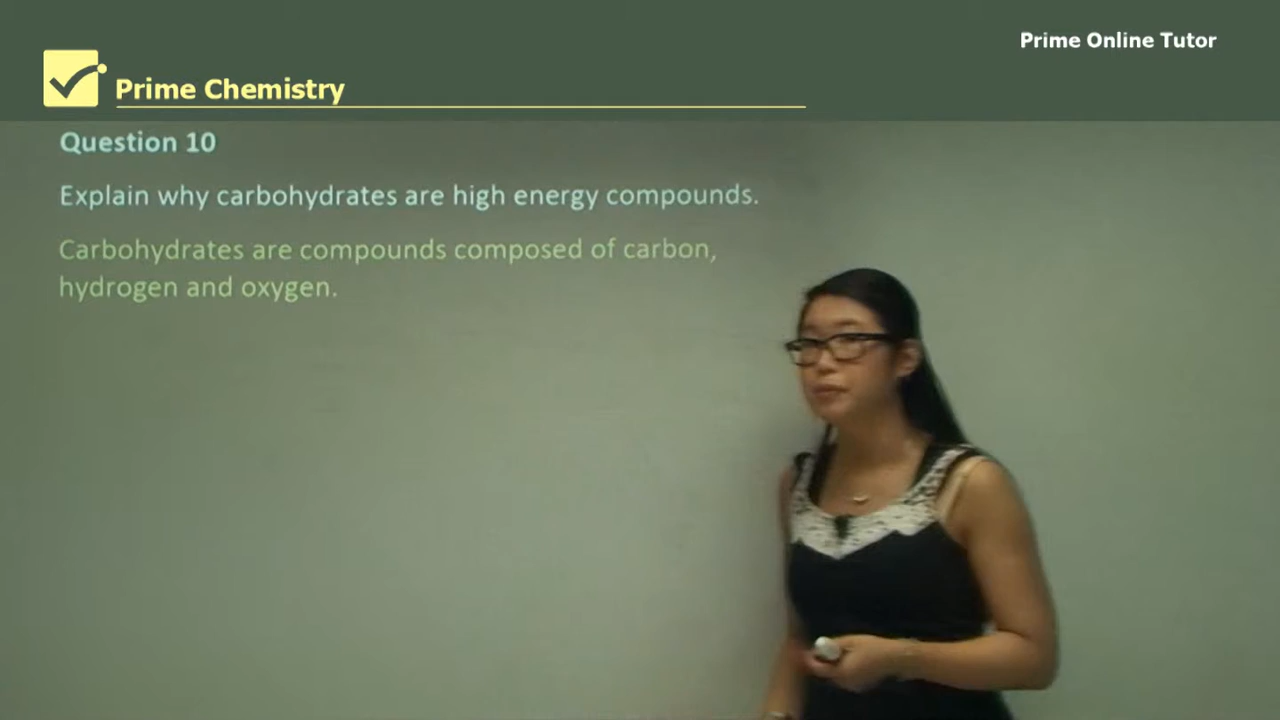 Prime Online Tutor
Prime Chemistry
Question 10
Explain why carbohydrates are high energy compounds.
Carbohydrates are compounds composed of carbon,
hydrogen and oxygen.